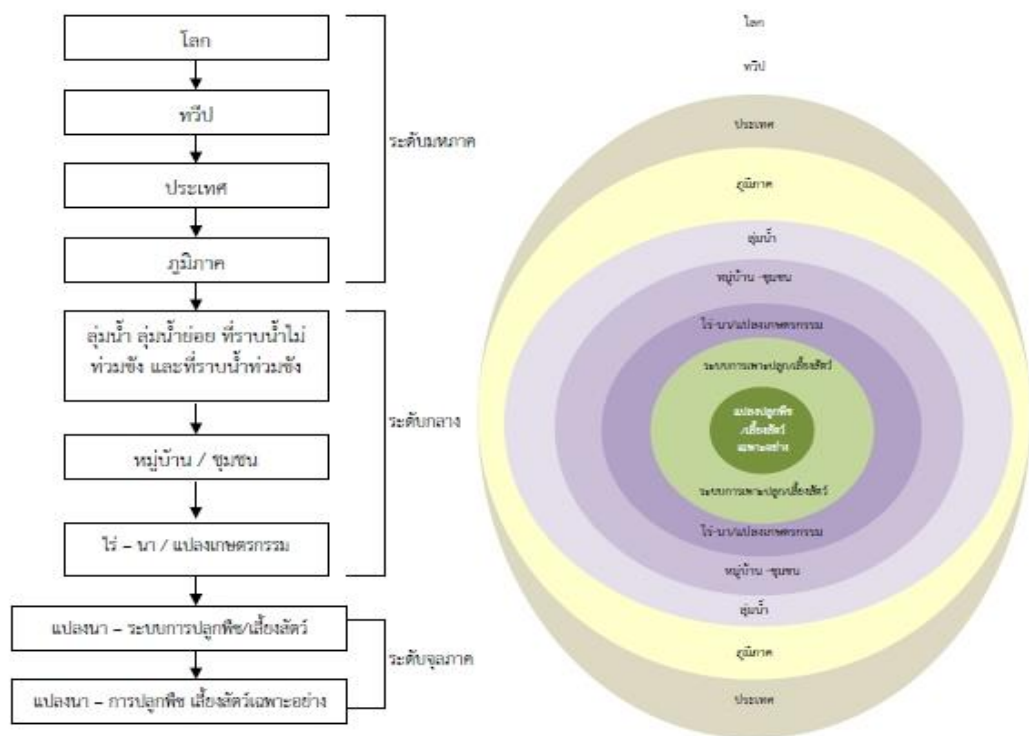 โลก
ทวีป
ประเทศ
ภูมิภาค
ระดับมหภาค
ลุ่มน้ำ ลุ่มน้ำย่อย ที่ราบน้ำไม่
ท่วมขัง และที่ราบน้ำท่วมขัง
หมู่บ้าน / ชุมชน
ไร่ – นา / แปลงเกษตรกรรม
ระดับกลาง
แปลงนา – ระบบการปลูกพืช/เลี้ยงสัตว์
แปลงนา – การปลูกพืช เลี้ยงสัตว์เฉพาะอย่าง
ระดับจุลภาค
โลก
ทวีป
ประเทศ
ภูมิภาค
ลุ่มน้ำ
หมู่บ้าน -ชุมชน
ไร่-นา/แปลงเกษตรกรรม
ระบบการเพาะปลูก/เลี้ยงสัตว์
แปลงปลูกพืช
/เลี้ยงสัตว์
เฉพาะอย่าง
ระบบการเพาะปลูก/เลี้ยงสัตว์
ไร่-นา/แปลงเกษตรกรรม
หมู่บ้าน -ชุมชน
ลุ่มน้ำ
ภูมิภาค
ประเทศ